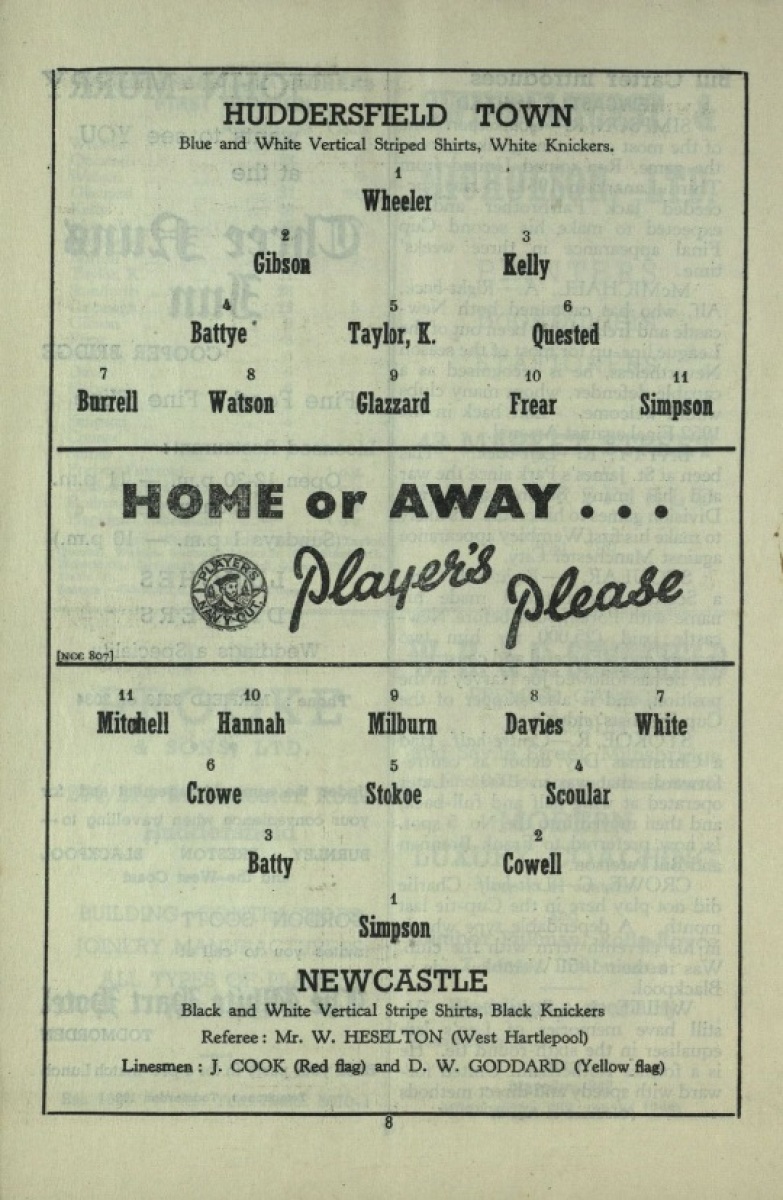 HUDDERSFIELD TOWN
Blue and White Vertical Striped Shirts, White Knickers.
1
Wheeler
2 3
Gibson Kelly
4 5 6
Battye Taylor, K. Quested
7 8 9 10 11
Burrell Watson Glazzard Frear Simpson
HOME or AWAY . . .
PLAYER'S NAVY CUT.
Player's Please
[NCC 807]
11 10 9 8 7
Mitchell Hannah Milburn Davies White
6 5 4
Crowe Stokoe Scoular
3 2
Batty Cowell
1
Simpson
NEWCASTLE
Black and White Vertical Stripe Shirts, Black Knickers
Referee : Mr. W. HESELTON (West Hartlepool)
Linesmen : J. COOK (Red flag) and D. W. GODDARD (Yellow flag)
8